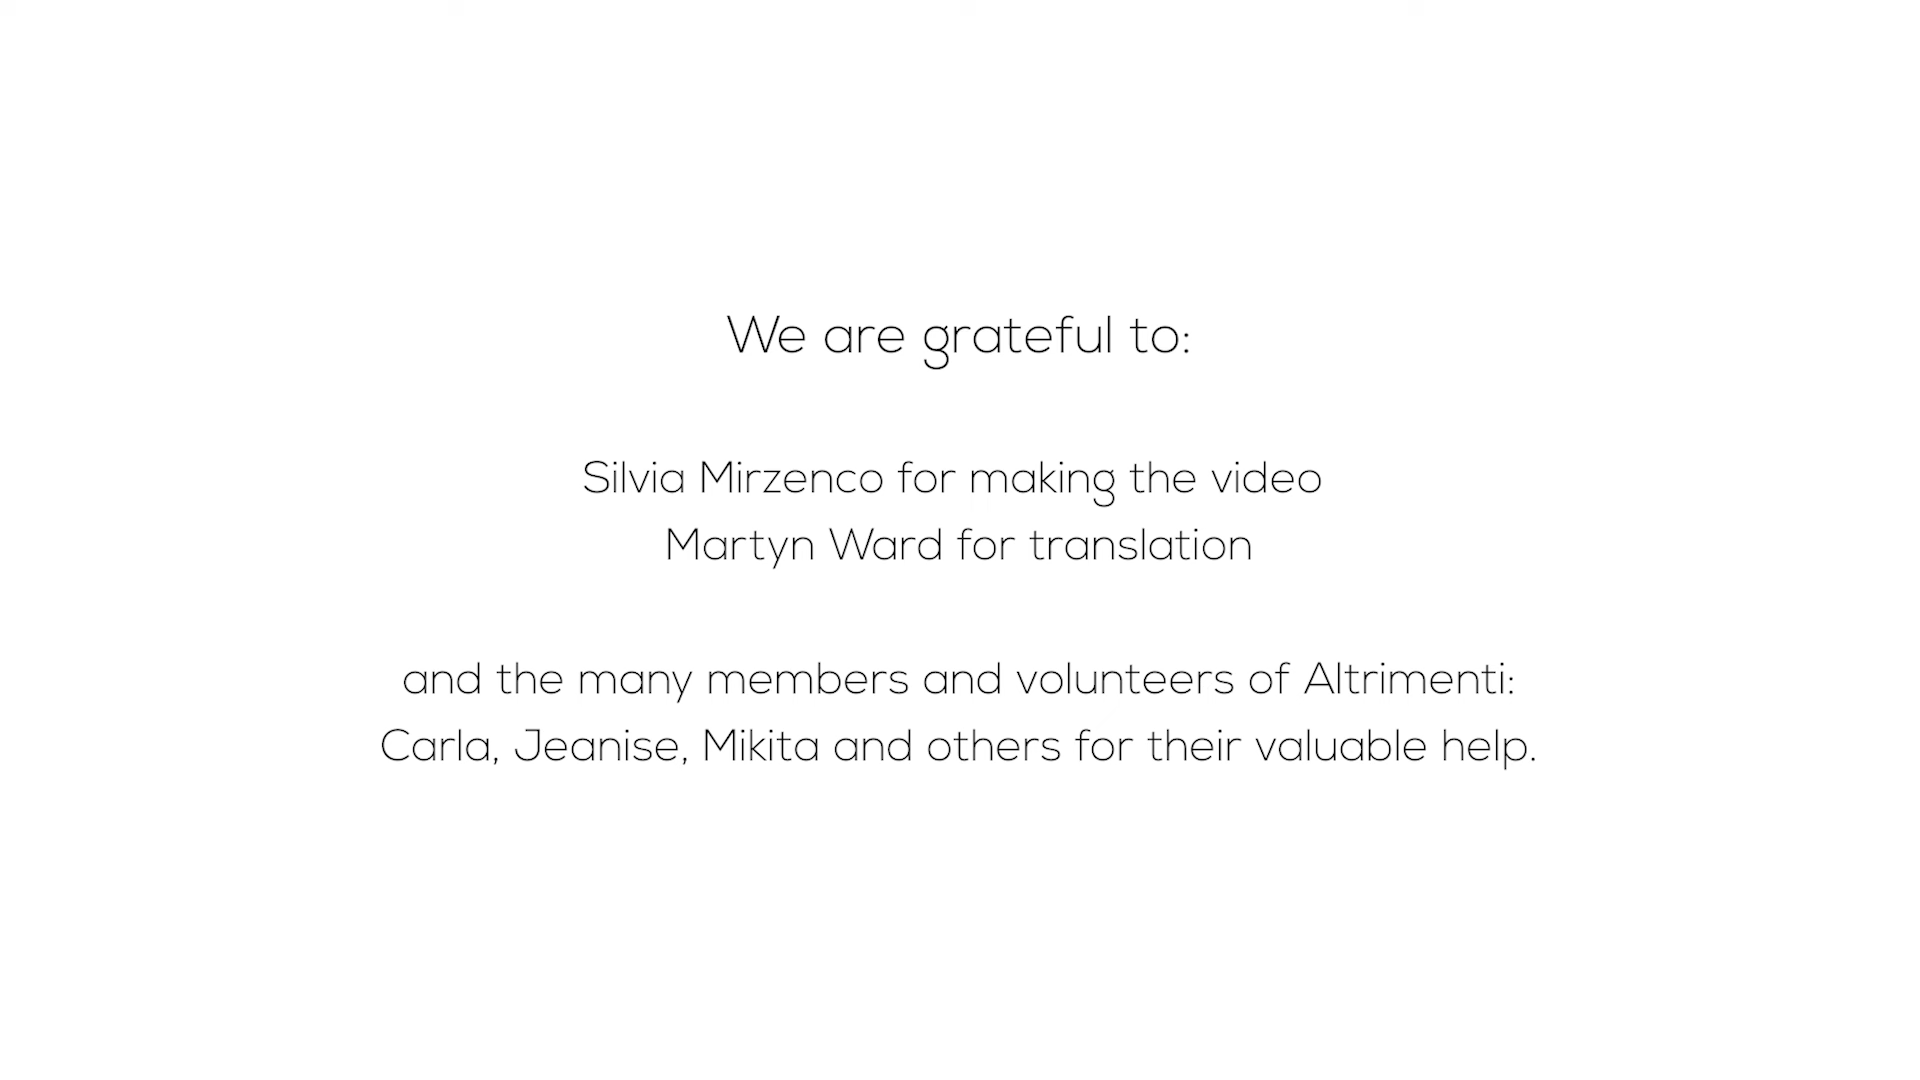 We are grateful to:
Silvia Mirzenco for making the video
Martyn Ward for translation
and the many members and volunteers of Altrimenti:
Carla, Jeanise, Mikita and others for their valuable help.